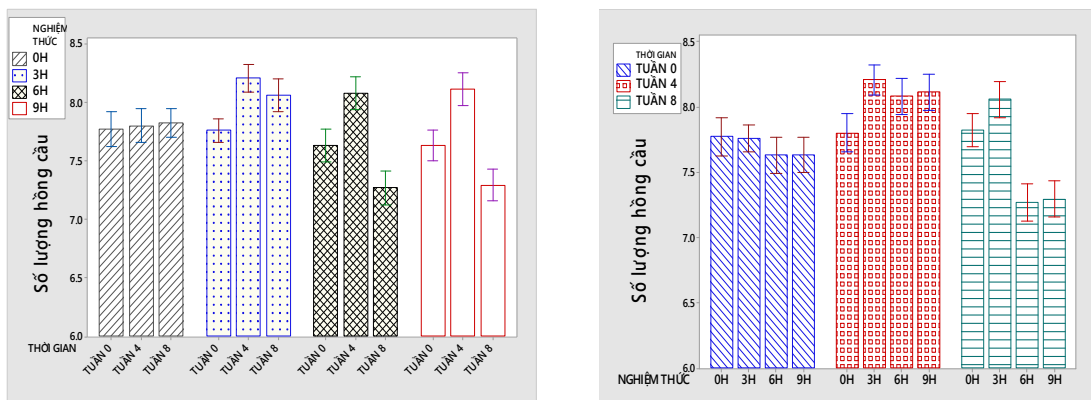 NGHIỆM
THỨC
0H
3H
6H
9H
Số lượng hồng cầu
8.5
8.0
7.5
7.0
6.5
6.0
THỜI GIAN
TUẦN 0
TUẦN 4
TUẦN 8
TUẦN 0
TUẦN 4
TUẦN 8
TUẦN 0
TUẦN 4
TUẦN 8
TUẦN 0
TUẦN 4
TUẦN 8
THỜI GIAN
TUẦN 0
TUẦN 4
TUẦN 8
Số lượng hồng cầu
8.5
8.0
7.5
7.0
6.5
6.0
NGHIỆM THỨC 0H 3H 6H 9H 0H 3H 6H 9H 0H 3H 6H 9H